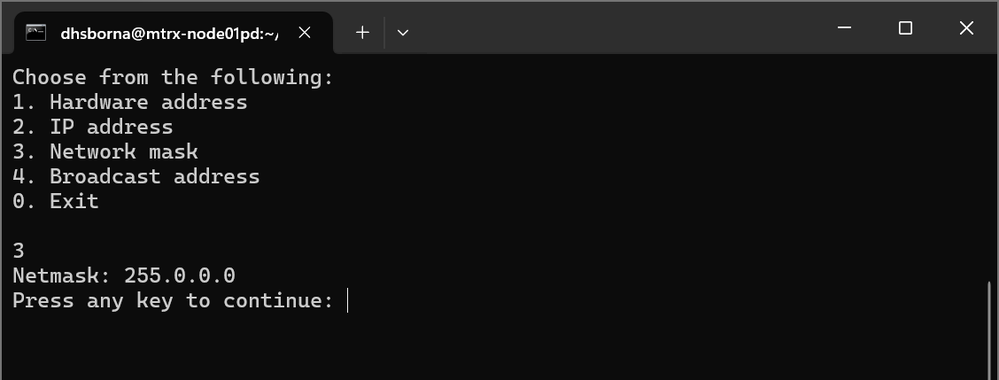 dhsborna@mtrx-node01pd:~/
Choose from the following:
1. Hardware address
2. IP address
3. Network mask
4. Broadcast address
0. Exit
3
Netmask: 255.0.0.0
Press any key to continue: